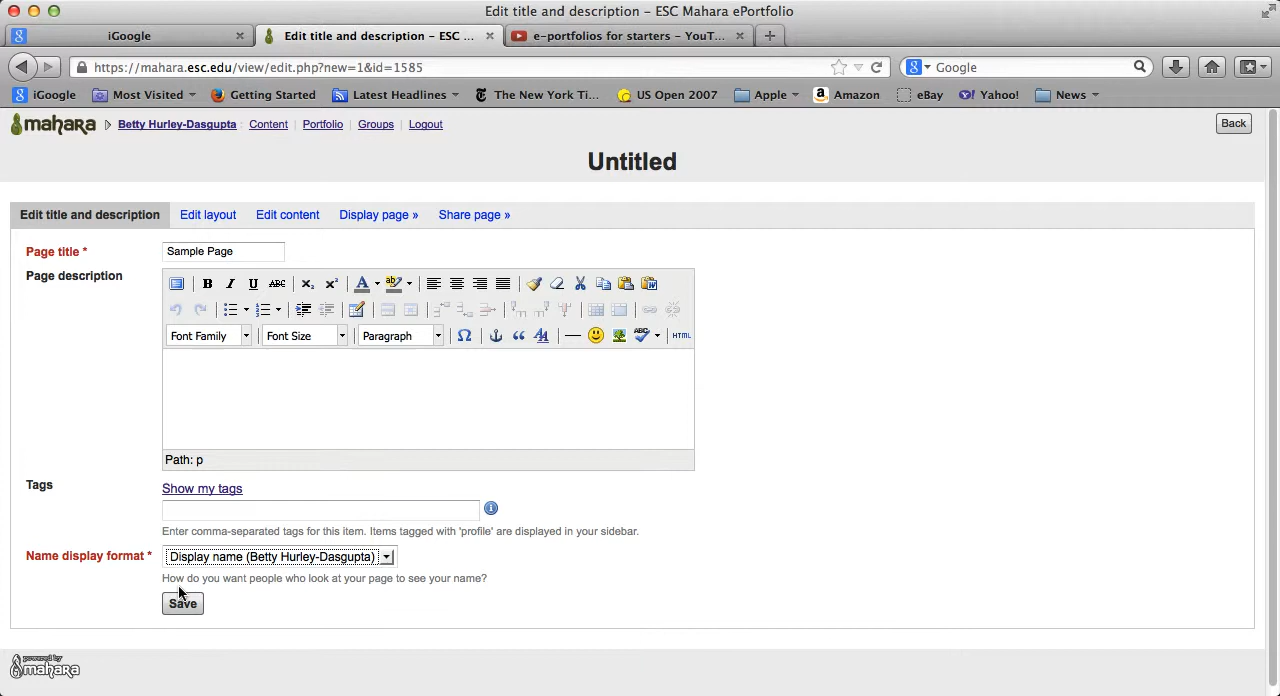 Edit title and description – ESC Mahara ePortfolio
iGoogle
Edit title and description – ESC ...
e-portfolios for starters – YouT...
https://mahara.esc.edu/view/edit.php?new=1&id=1585
Google
iGoogle
Most Visited
Getting Started
Latest Headlines
The New York Ti...
US Open 2007
Apple
Amazon
eBay
Yahoo!
News
mahara Betty Hurley-Dasgupta : Content | Portfolio | Groups | Logout
Back
Untitled
Edit title and description Edit layout Edit content Display page » Share page »
Page title * Sample Page
Page description
Font Family Font Size Paragraph HTML
Path: p
Tags
Show my tags
Enter comma-separated tags for this item. Items tagged with 'profile' are displayed in your sidebar.
Name display format * Display name (Betty Hurley-Dasgupta)
How do you want people who look at your page to see your name?
Save
powered by
mahara